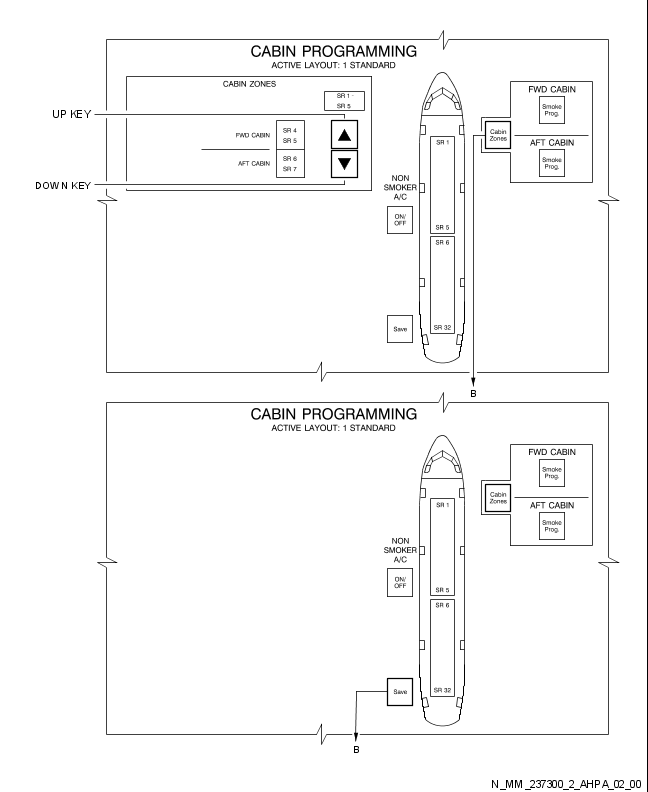 CABIN PROGRAMMING
ACTIVE LAYOUT: 1 STANDARD
CABIN ZONES
SR 1
SR 5
UP KEY
FWD CABIN
SR 4
SR 5
AFT CABIN
SR 6
SR 7
DOWN KEY
NON
SMOKER
A/C
ON/
OFF
Save
SR 1
SR 5
SR 6
SR 32
Cabin
Zones
FWD CABIN
Smoke
Prog.
AFT CABIN
Smoke
Prog.
B
CABIN PROGRAMMING
ACTIVE LAYOUT: 1 STANDARD
NON
SMOKER
A/C
ON/
OFF
Save
SR 1
SR 5
SR 6
SR 32
Cabin
Zones
FWD CABIN
Smoke
Prog.
AFT CABIN
Smoke
Prog.
B
N_MM_237300_2_AHPA_02_00